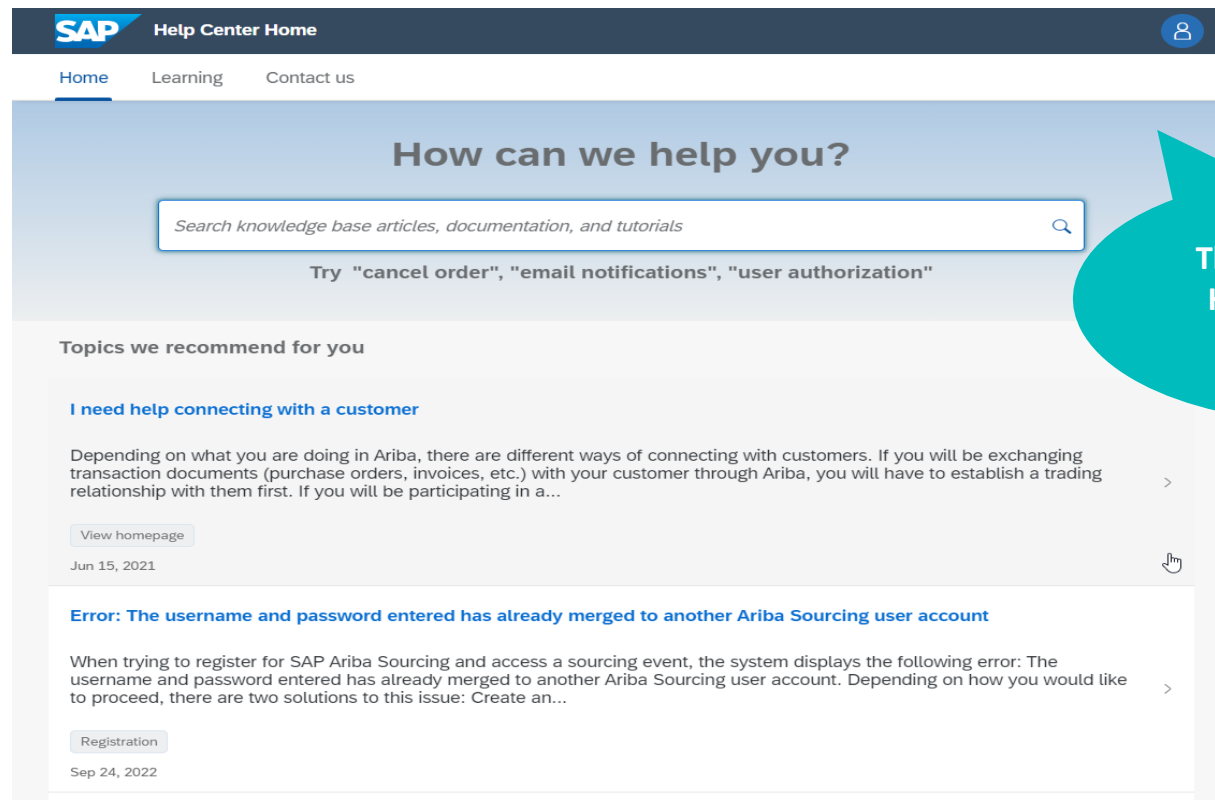 SAP Help Center Home
Home Learning Contact us
How can we help you?
Search knowledge base articles, documentation, and tutorials
Try "cancel order", "email notifications", "user authorization"
Topics we recommend for you
I need help connecting with a customer
Depending on what you are doing in Ariba, there are different ways of connecting with customers. If you will be exchanging
transaction documents (purchase orders, invoices, etc.) with your customer through Ariba, you will have to establish a trading
relationship with them first. If you will be participating in a...
View homepage
Jun 15, 2021
Error: The username and password entered has already merged to another Ariba Sourcing user account
When trying to register for SAP Ariba Sourcing and access a sourcing event, the system displays the following error: The
username and password entered has already merged to another Ariba Sourcing user account. Depending on how you would like
to proceed, there are two solutions to this issue: Create an...
Registration
Sep 24, 2022